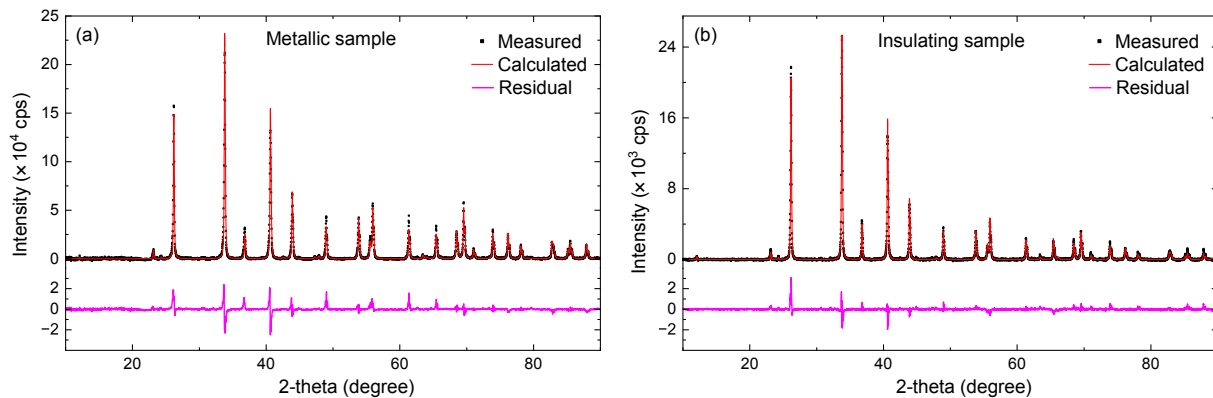 (a)
Metallic sample
Measured
Calculated
Residual
Intensity (×10⁴ cps)
25
20
15
10
5
0
2
0
−2
20
40
60
80
2-theta (degree)
(b)
Insulating sample
Measured
Calculated
Residual
Intensity (×10³ cps)
24
16
8
0
2
0
−2
20
40
60
80
2-theta (degree)